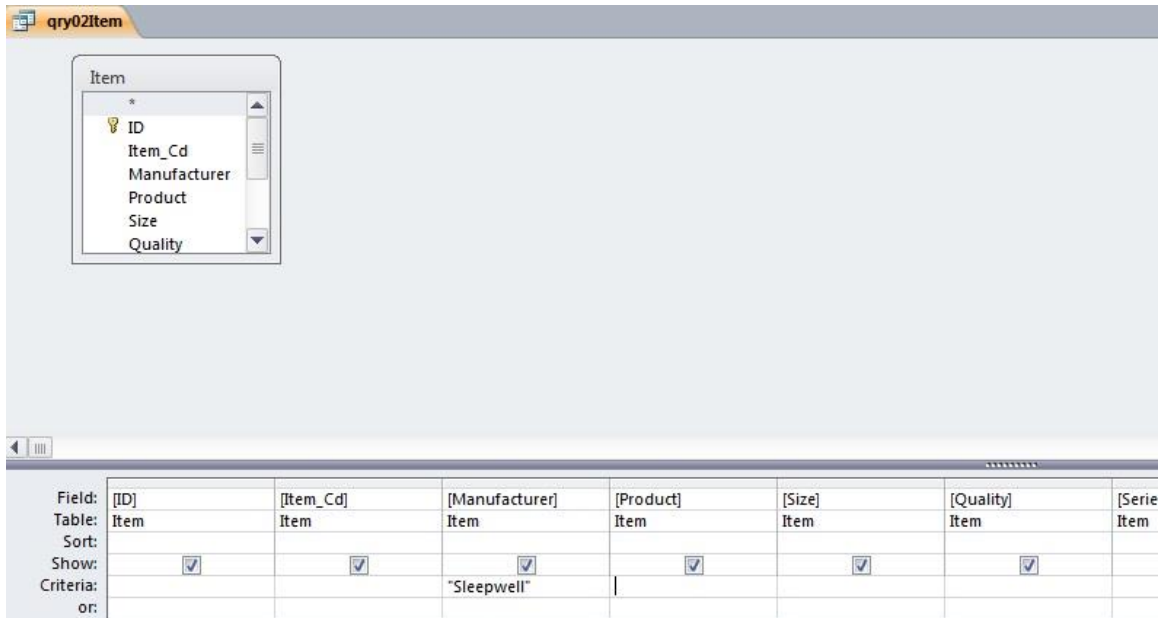 qry02Item
Item
*
ID
Item_Cd
Manufacturer
Product
Size
Quality
Field: [ID] [Item_Cd] [Manufacturer] [Product] [Size] [Quality] [Serie
Table: Item Item Item Item Item Item Item
Sort:
Show:
Criteria: "Sleepwell"
or: